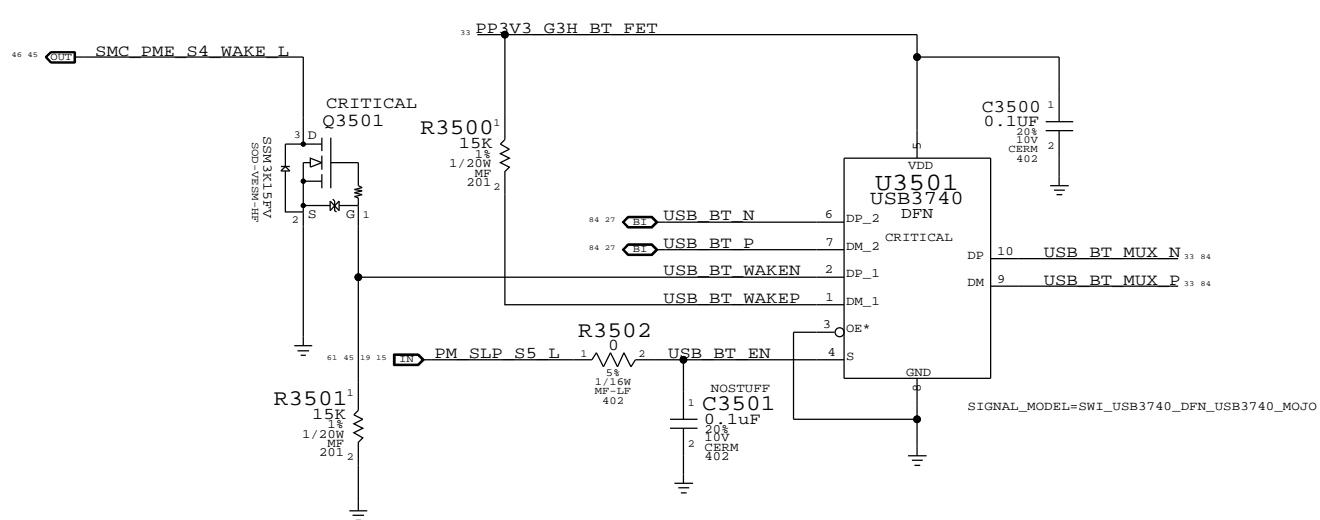 33 PP3V3_G3H_BT_FET
46 45 OUT SMC_PME_S4_WAKE_L
CRITICAL
Q3501
3 D
SSM3K15FV
SOD-VESM-HF
2 S G 1
R3500 1
15K
1%
1/20W
MF
201 2
C3500 1
0.1UF
20%
10V
CERM 2
402
5
VDD
U3501
USB3740
DFN
CRITICAL
84 27 BI USB_BT_N 6 DP_2
84 27 BI USB_BT_P 7 DM_2
USB_BT_WAKEN 2 DP_1
USB_BT_WAKEP 1 DM_1
DP 10 USB_BT_MUX_N 33 84
DM 9 USB_BT_MUX_P 33 84
3 OE*
R3502
0
61 45 19 15 IN PM_SLP_S5_L 1 2 USB_BT_EN 4 S
5%
1/16W
MF-LF
402
GND
8
NOSTUFF
1 C3501
0.1uF
20%
10V
2 CERM
402
R3501 1
15K
1%
1/20W
MF
201 2
SIGNAL_MODEL=SWI_USB3740_DFN_USB3740_MOJO